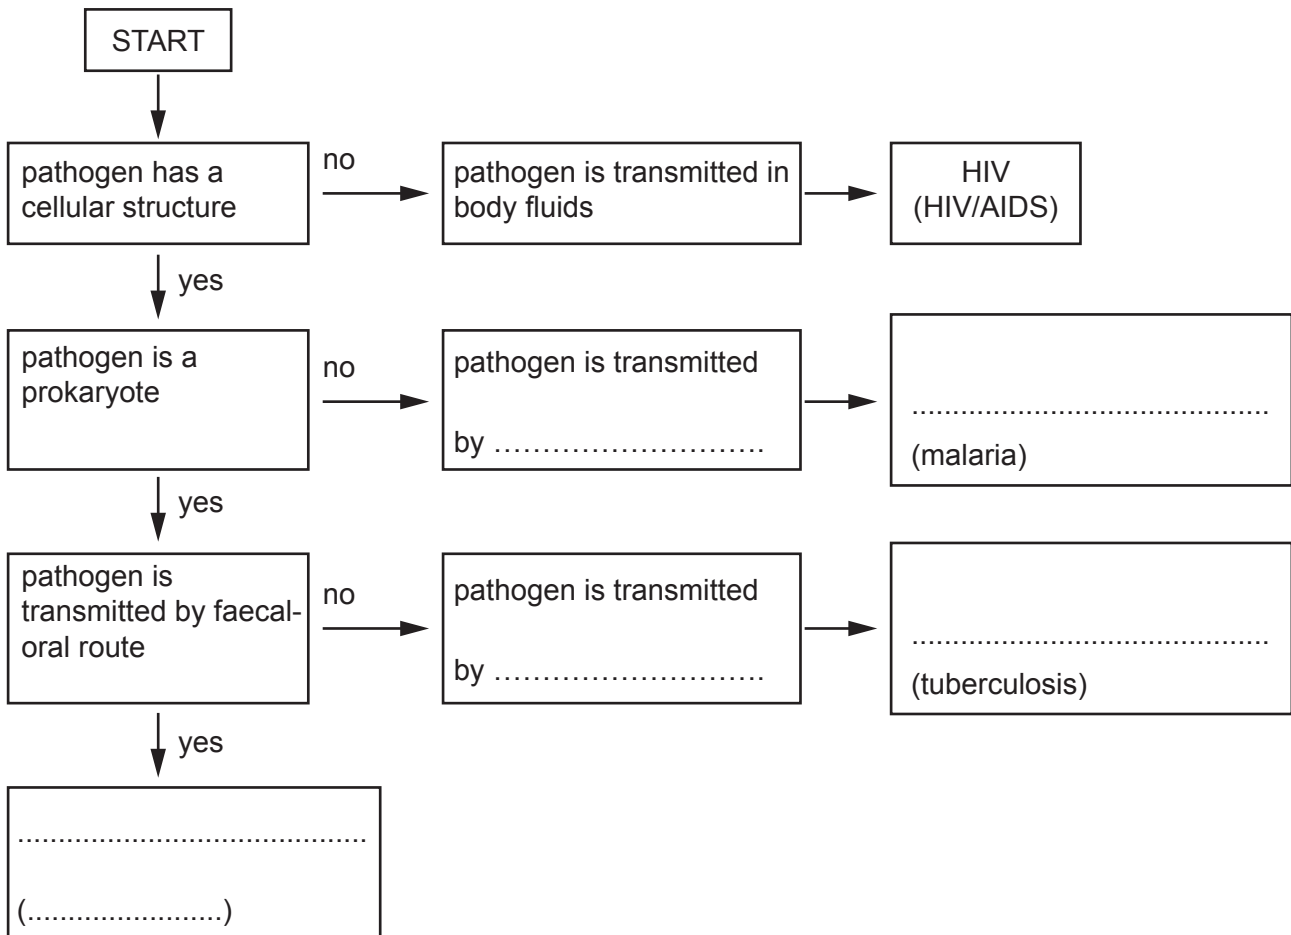 START
pathogen has a
cellular structure
no
pathogen is transmitted in
body fluids
HIV
(HIV/AIDS)
yes
pathogen is a
prokaryote
no
pathogen is transmitted
by ............................
............................................
(malaria)
yes
pathogen is
transmitted by faecal-
oral route
no
pathogen is transmitted
by ............................
............................................
(tuberculosis)
yes
...........................................
(........................)